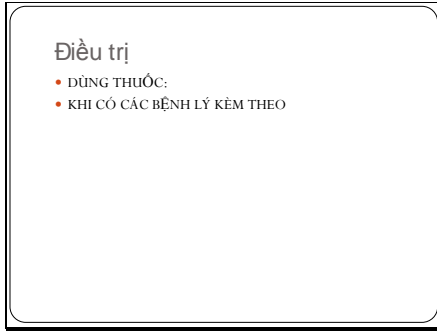 Điều trị
• DÙNG THUỐC:
• KHI CÓ CÁC BỆNH LÝ KÈM THEO